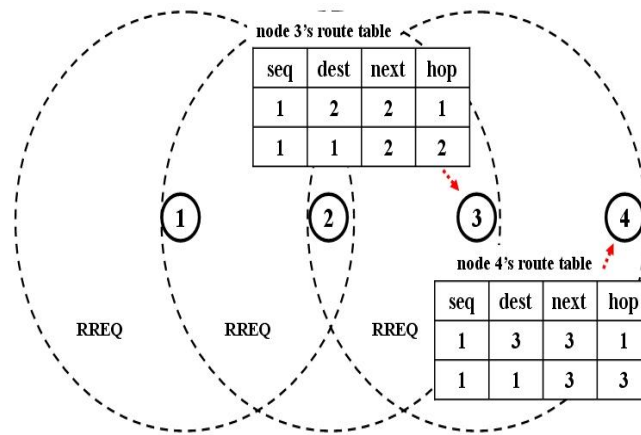 node 3's route table
seq dest next hop
1 2 2 1
1 1 2 2
1 2 3 4
node 4's route table
seq dest next hop
1 3 3 1
1 1 3 3
RREQ RREQ RREQ